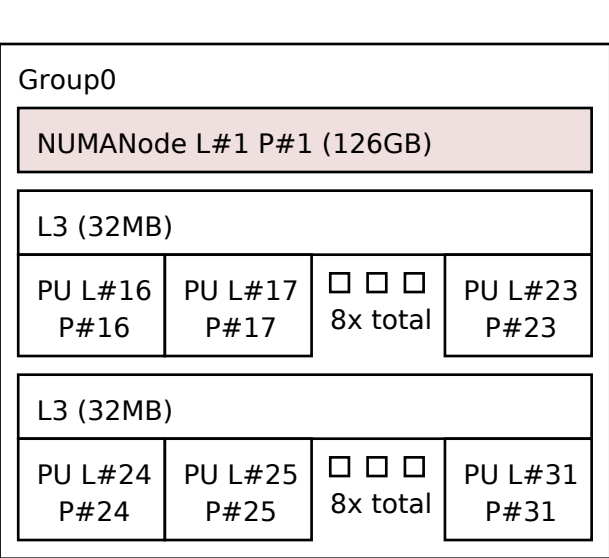 Group0
NUMANode L#1 P#1 (126GB)
L3 (32MB)
PU L#16 PU L#17 8x total PU L#23
P#16 P#17 P#23
L3 (32MB)
PU L#24 PU L#25 8x total PU L#31
P#24 P#25 P#31